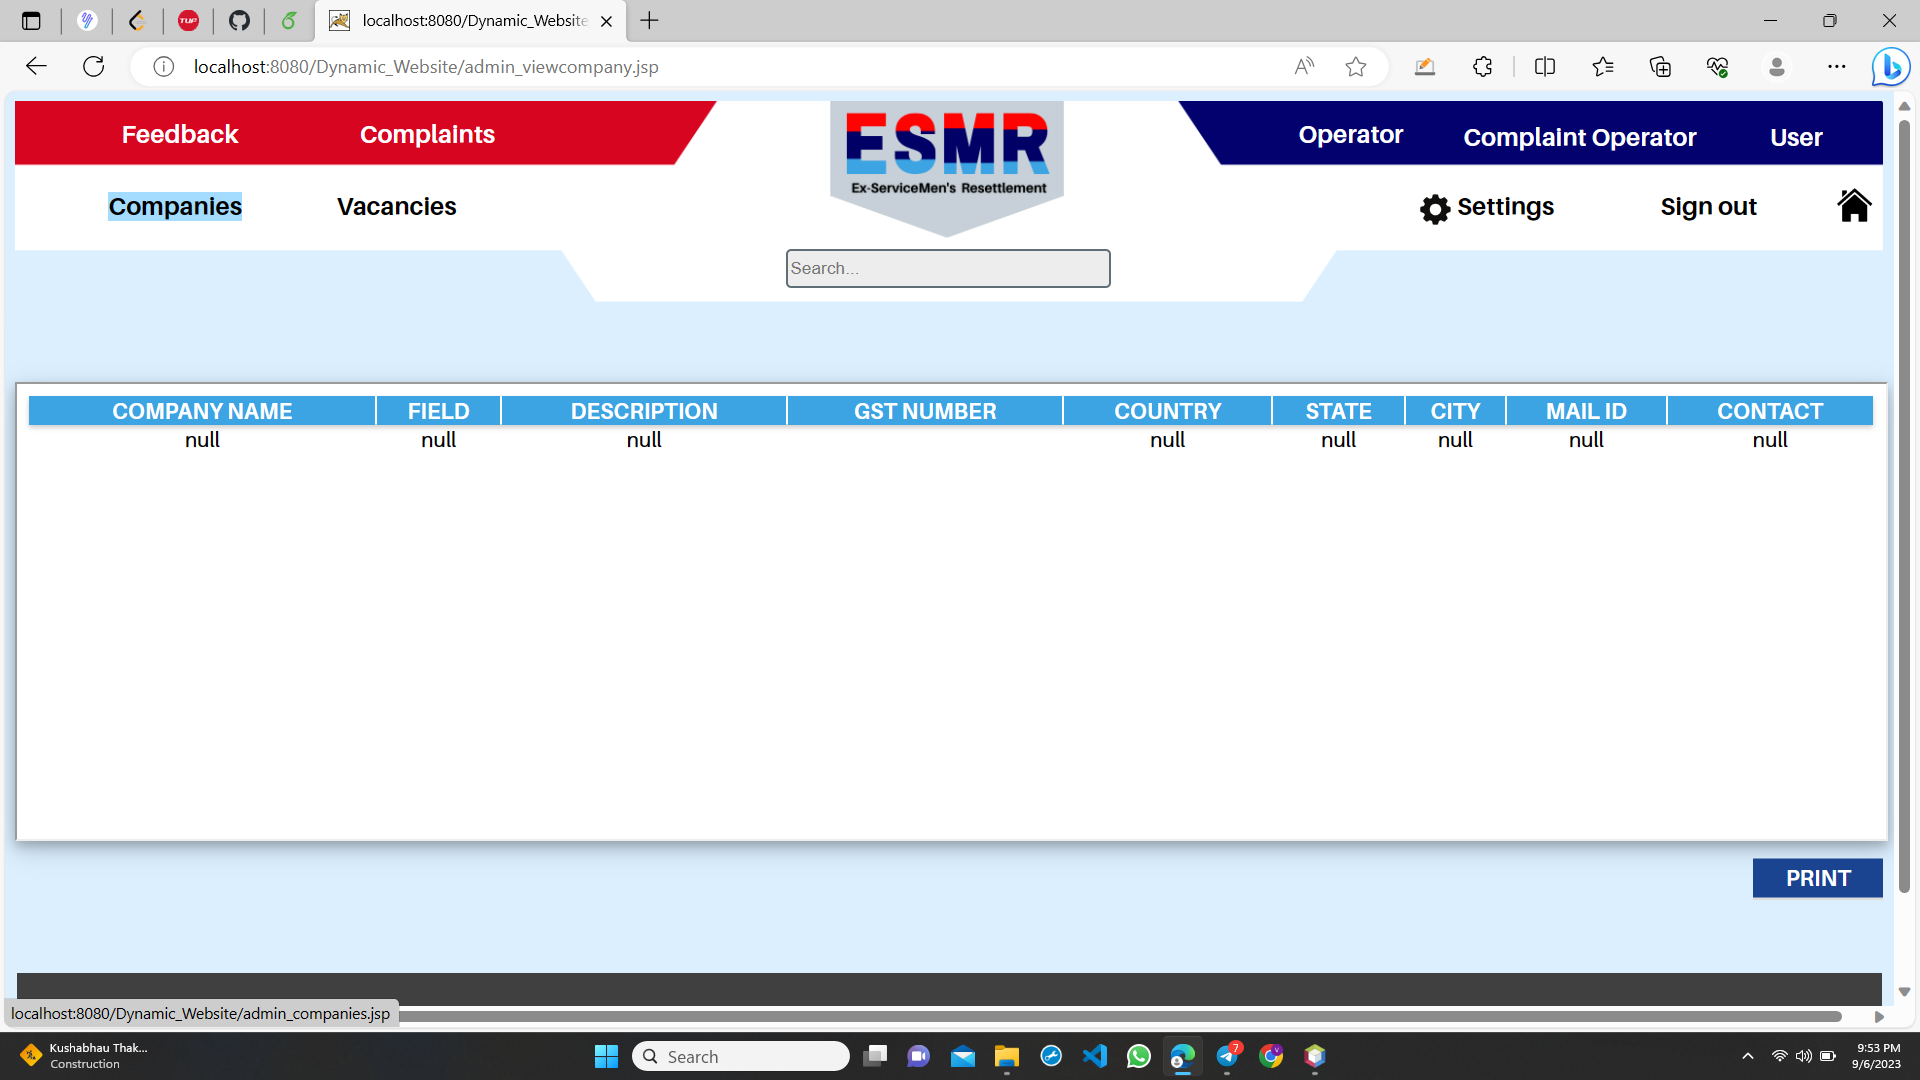 localhost:8080/Dynamic_Website
localhost:8080/Dynamic_Website/admin_viewcompany.jsp
Feedback
Complaints
ESMR
Ex-ServiceMen's Resettlement
Operator
Complaint Operator
User
Companies
Vacancies
Settings
Sign out
Search...
COMPANY NAME FIELD DESCRIPTION GST NUMBER COUNTRY STATE CITY MAIL ID CONTACT
null null null null null null null null
PRINT
localhost:8080/Dynamic_Website/admin_companies.jsp
Kushabhau Thak...
Construction
Search
7
9:53 PM
9/6/2023